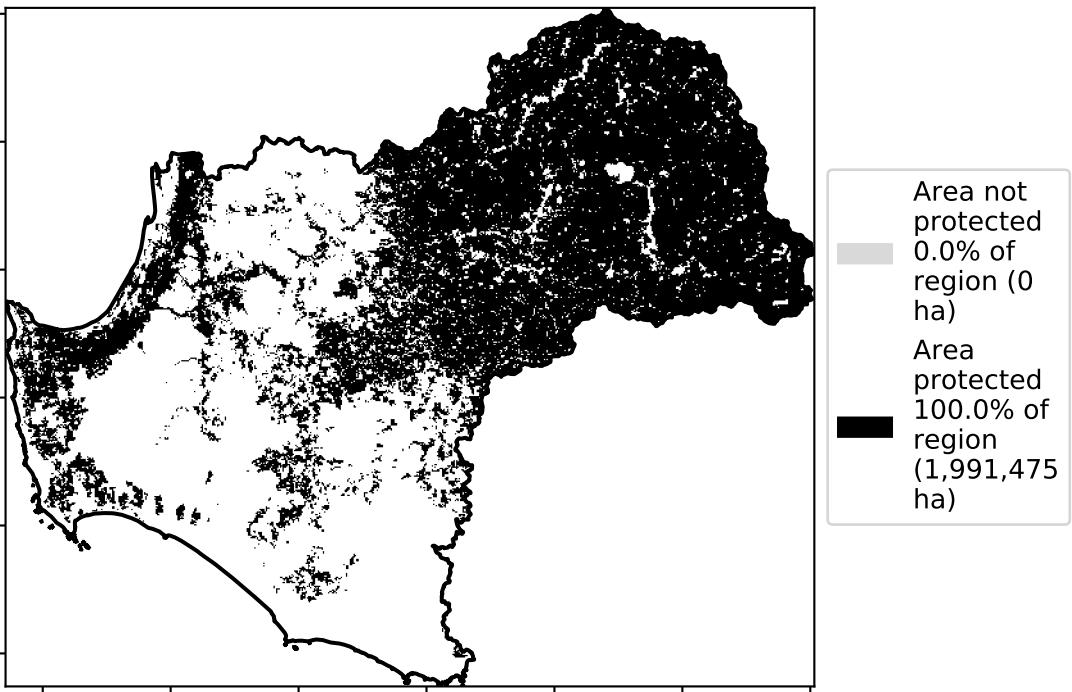 Area not
protected
0.0% of
region (0
ha)
Area
protected
100.0% of
region
(1,991,475
ha)